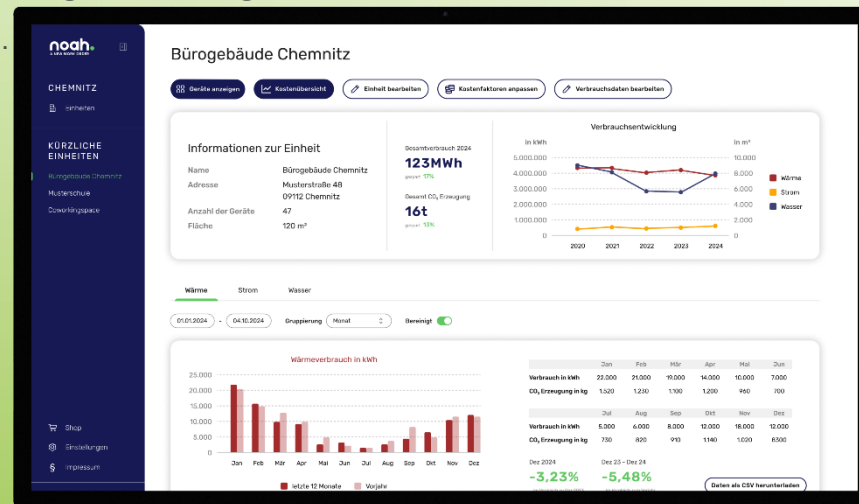 noah.
A NEW WORK ORDER
CHEMNITZ
Einheiten
KÜRZLICHE
EINHEITEN
Bürogebäude Chemnitz
Musterschule
Coworkingspace
Shop
Einstellungen
Impressum
Bürogebäude Chemnitz
Geräte anzeigen
Kostenübersicht
Einheit bearbeiten
Kostenfaktoren anpassen
Verbrauchsdaten bearbeiten
Informationen zur Einheit
Name Bürogebäude Chemnitz
Adresse Musterstraße 48
09112 Chemnitz
Anzahl der Geräte 47
Fläche 120 m²
Gesamtverbrauch 2024
123MWh
17%
Gesamt CO₂ Erzeugung
16t
13%
Verbrauchsentwicklung
in kWh in m³
5.000.000 10.000
4.000.000 8.000
3.000.000 6.000
2.000.000 4.000
1.000.000 2.000
0 0
2020 2021 2022 2023 2024
Wärme
Strom
Wasser
Wärme Strom Wasser
01.01.2024 - 04.10.2024 Gruppierung Monat Bereinigt
Wärmeverbrauch in kWh
25.000
20.000
15.000
10.000
5.000
0
Jan Feb Mär Apr Mai Jun Jul Aug Sep Okt Nov Dez
letzte 12 Monate Vorjahr
Jan Feb Mär Apr Mai Jun
Verbrauch in kWh 22.000 21.000 19.000 14.000 10.000 7.000
CO₂ Erzeugung in kg 1.520 1.230 1.100 1.200 960 700
Jul Aug Sep Okt Nov Dez
Verbrauch in kWh 5.000 6.000 8.000 12.000 18.000 12.000
CO₂ Erzeugung in kg 730 820 910 1.140 1.020 6300
Dez 2024 Dez 23 - Dez 24
-3,23% -5,48%
Daten als CSV herunterladen